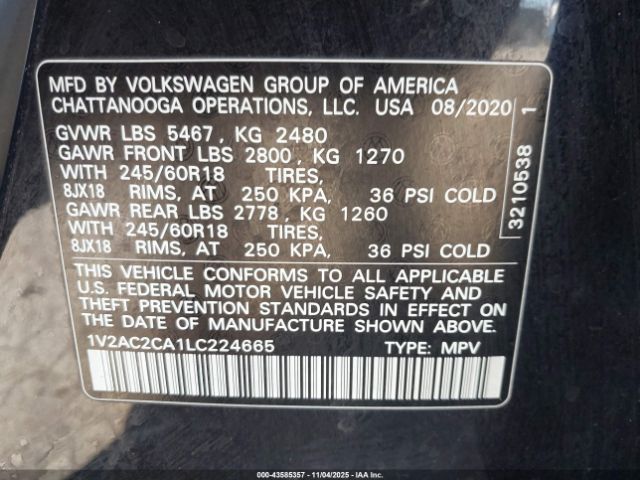 MFD BY VOLKSWAGEN GROUP OF AMERICA
CHATTANOOGA OPERATIONS, LLC. USA 08/2020
GVWR LBS 5467, KG 2480
GAWR FRONT LBS 2800, KG 1270
WITH 245/60R18 TIRES,
8JX18 RIMS, AT 250 KPA, 36 PSI COLD
GAWR REAR LBS 2778, KG 1260
WITH 245/60R18 TIRES,
8JX18 RIMS, AT 250 KPA, 36 PSI COLD
THIS VEHICLE CONFORMS TO ALL APPLICABLE
U.S. FEDERAL MOTOR VEHICLE SAFETY AND
THEFT PREVENTION STANDARDS IN EFFECT ON
THE DATE OF MANUFACTURE SHOWN ABOVE.
1V2AC2CA1LC224665 TYPE: MPV
3210538 1
000-43585357 - 11/04/2025 - IAA Inc.